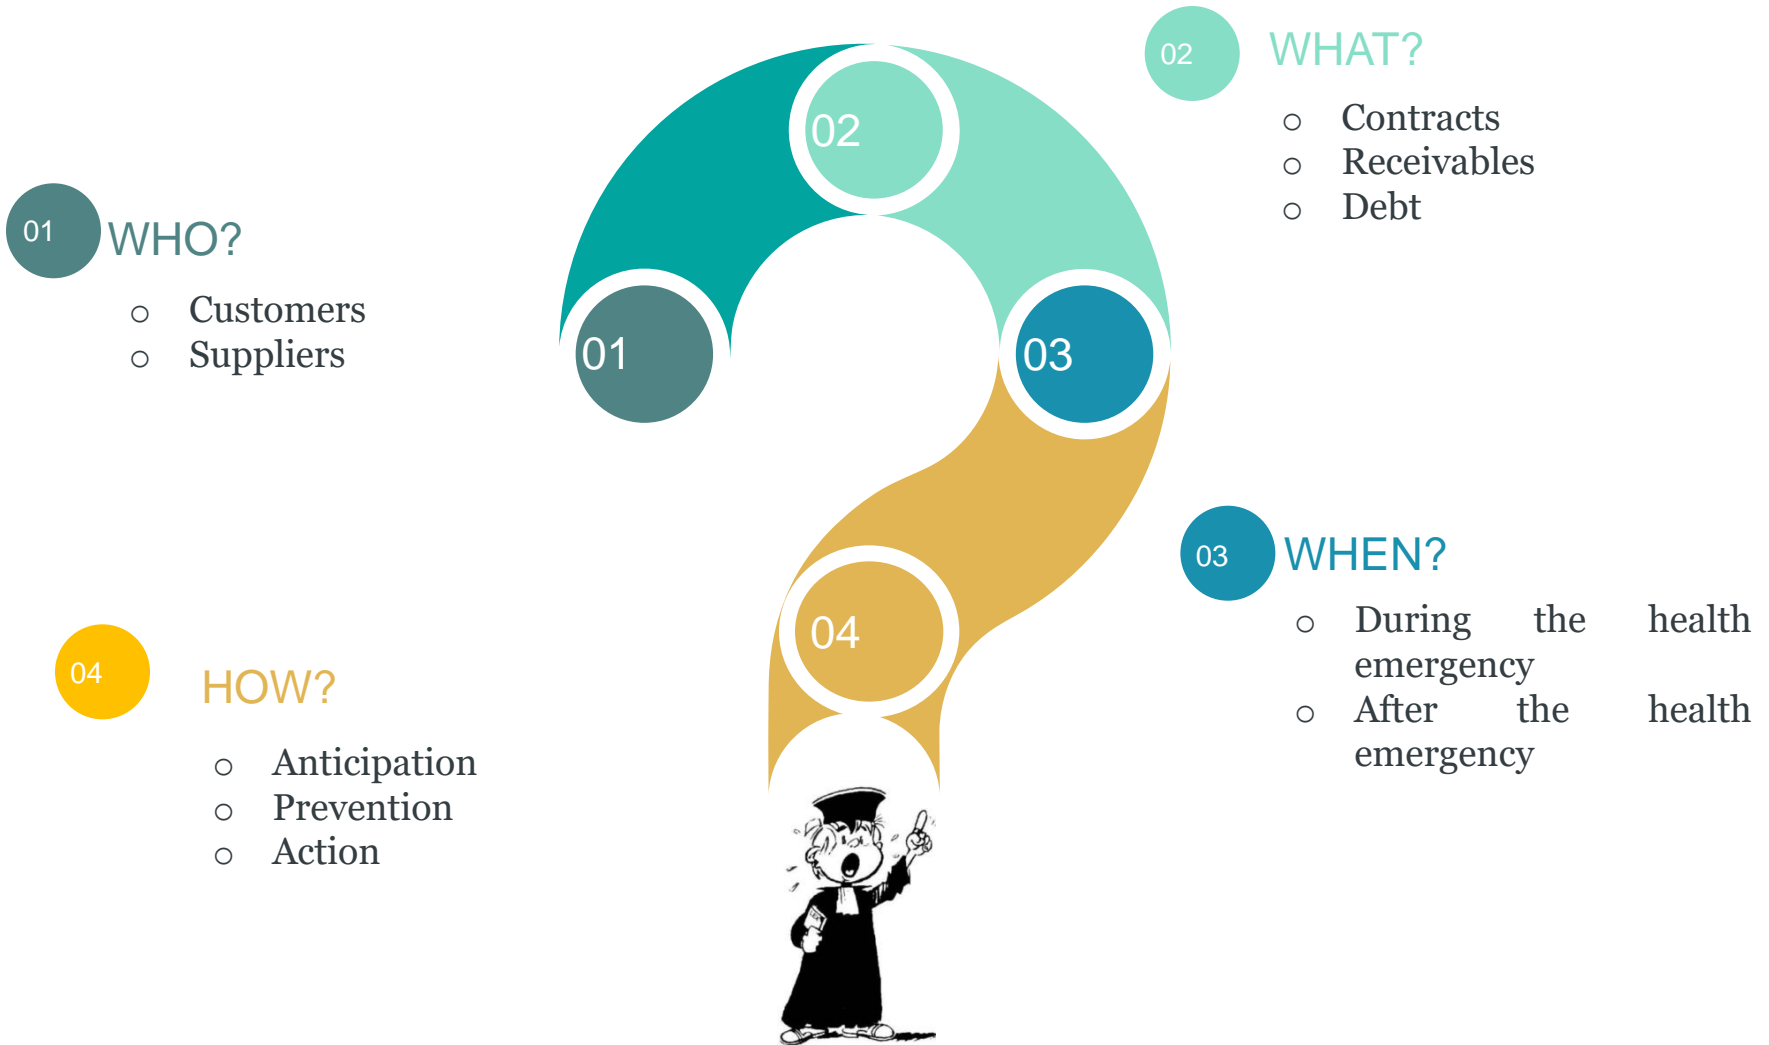 01
WHO?
o Customers
o Suppliers
02
WHAT?
o Contracts
o Receivables
o Debt
03
WHEN?
o During the health
emergency
o After the health
emergency
04
HOW?
o Anticipation
o Prevention
o Action
01
02
03
04